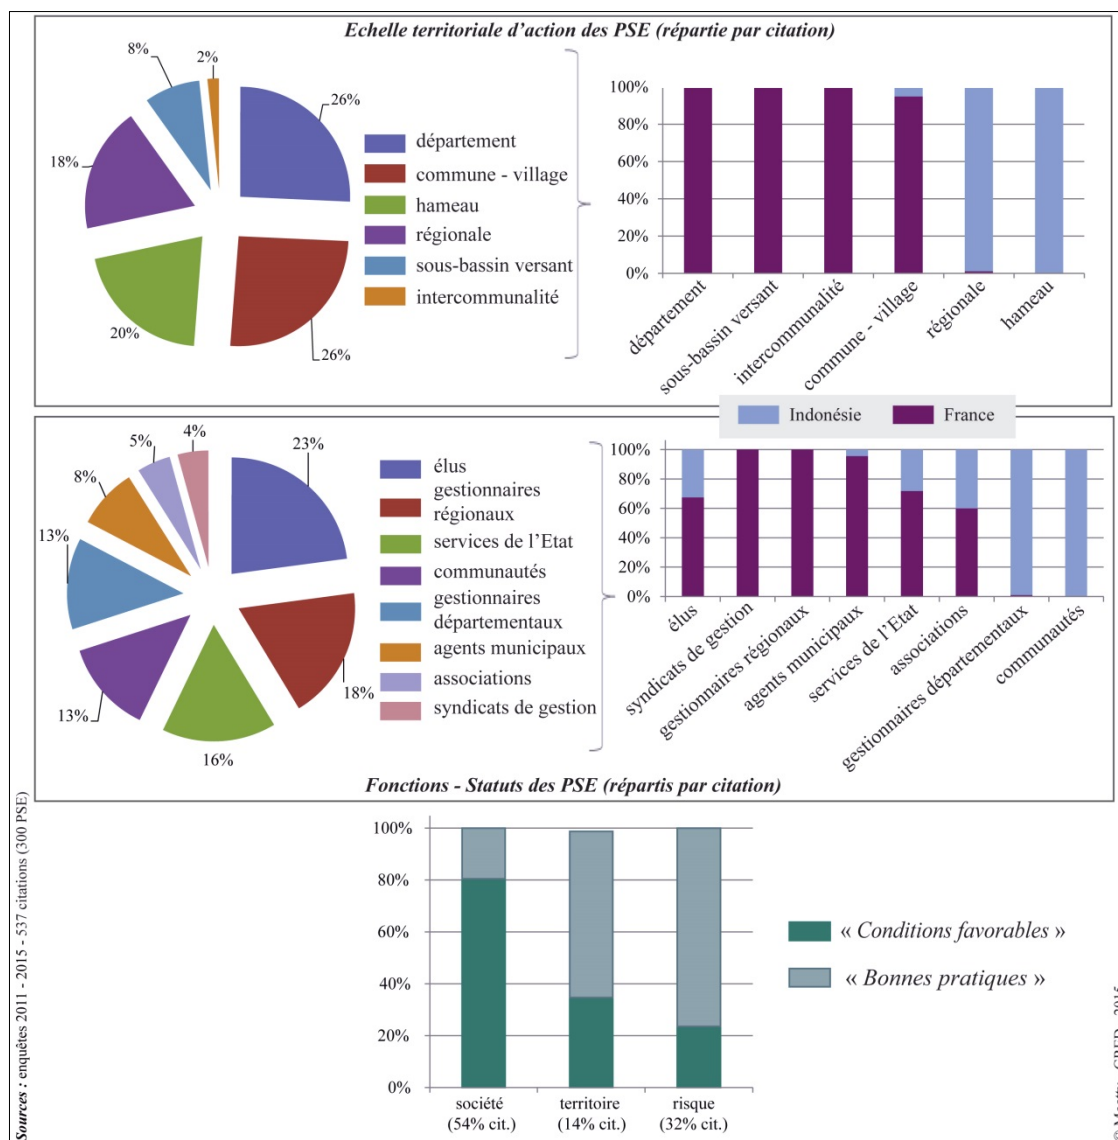 Echelle territoriale d'action des PSE (répartie par citation)
8%
2%
26%
18%
20%
26%
département
commune - village
hameau
régionale
sous-bassin versant
intercommunalité
100%
80%
60%
40%
20%
0%
département
sous-bassin versant
intercommunalité
commune - village
régionale
hameau
Indonésie
France
5%
4%
23%
8%
13%
13%
16%
18%
élus
gestionnaires
régionaux
services de l'Etat
communautés
gestionnaires
départementaux
agents municipaux
associations
syndicats de gestion
100%
80%
60%
40%
20%
0%
élus
syndicats de gestion
gestionnaires régionaux
agents municipaux
services de l'Etat
associations
gestionnaires départementaux
communautés
Fonctions - Statuts des PSE (répartis par citation)
100%
80%
60%
40%
20%
0%
société
(54% cit.)
territoire
(14% cit.)
risque
(32% cit.)
« Conditions favorables »
« Bonnes pratiques »
Sources : enquêtes 2011 - 2015 - 537 citations (300 PSE)